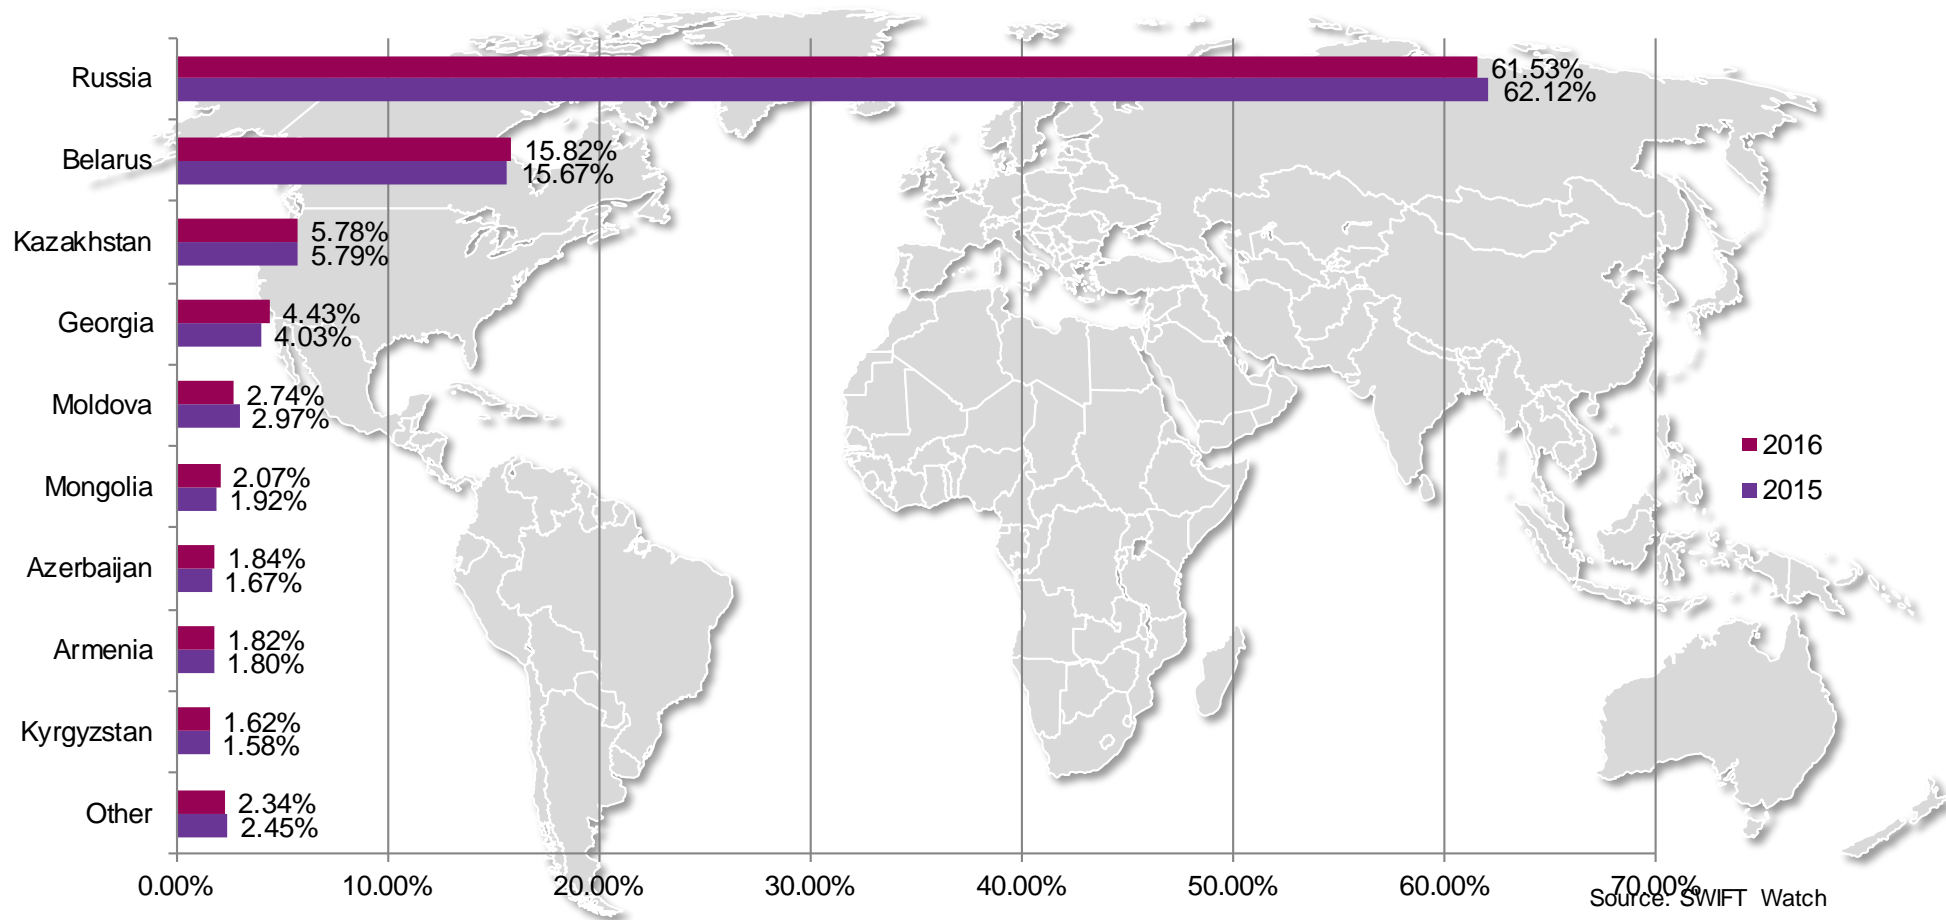 Russia
61.53%
62.12%
Belarus
15.82%
15.67%
Kazakhstan
5.78%
5.79%
Georgia
4.43%
4.03%
Moldova
2.74%
2.97%
Mongolia
2.07%
1.92%
Azerbaijan
1.84%
1.67%
Armenia
1.82%
1.80%
Kyrgyzstan
1.62%
1.58%
Other
2.34%
2.45%
2016
2015
0.00% 10.00% 20.00% 30.00% 40.00% 50.00% 60.00% 70.00%
Source: SWIFT Watch